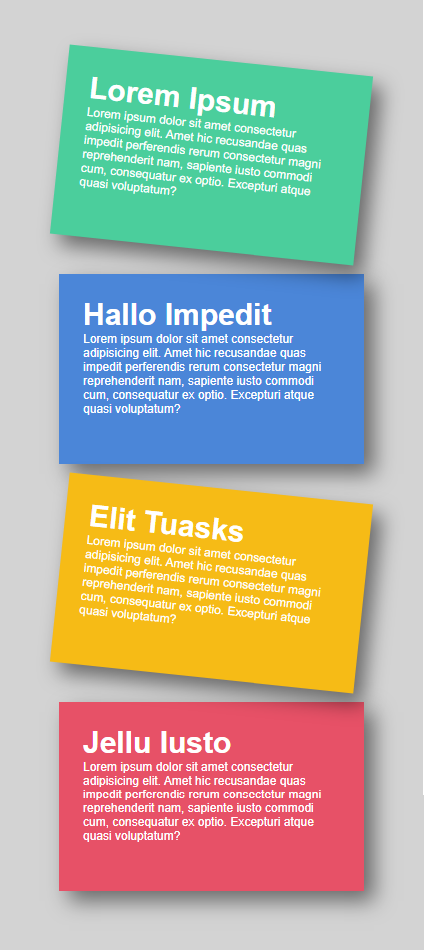 Lorem Ipsum
Lorem ipsum dolor sit amet consectetur
adipisicing elit. Amet hic recusandae quas
impedit perferendis rerum consectetur magni
reprehenderit nam, sapiente iusto commodi
cum, consequatur ex optio. Excepturi atque
quasi voluptatum?
Hallo Impedit
Lorem ipsum dolor sit amet consectetur
adipisicing elit. Amet hic recusandae quas
impedit perferendis rerum consectetur magni
reprehenderit nam, sapiente iusto commodi
cum, consequatur ex optio. Excepturi atque
quasi voluptatum?
Elit Tuasks
Lorem ipsum dolor sit amet consectetur
adipisicing elit. Amet hic recusandae quas
impedit perferendis rerum consectetur magni
reprehenderit nam, sapiente iusto commodi
cum, consequatur ex optio. Excepturi atque
quasi voluptatum?
Jellu Iusto
Lorem ipsum dolor sit amet consectetur
adipisicing elit. Amet hic recusandae quas
impedit perferendis rerum consectetur magni
reprehenderit nam, sapiente iusto commodi
cum, consequatur ex optio. Excepturi atque
quasi voluptatum?